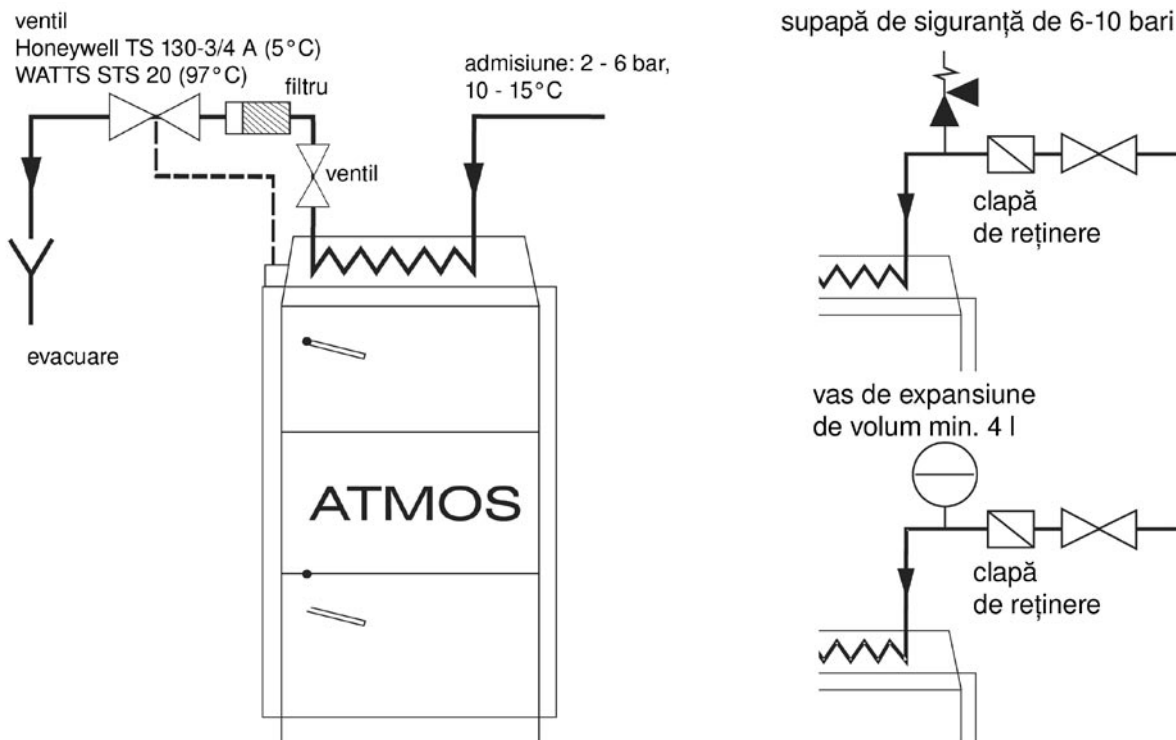 ventil
Honeywell TS 130-3/4 A (5°C)
WATTS STS 20 (97°C)
filtru
admisiune: 2 - 6 bar,
10 - 15°C
ventil
evacuare
ATMOS
supapă de siguranță de 6-10 bari
clapă
de reținere
vas de expansiune
de volum min. 4 l
clapă
de reținere